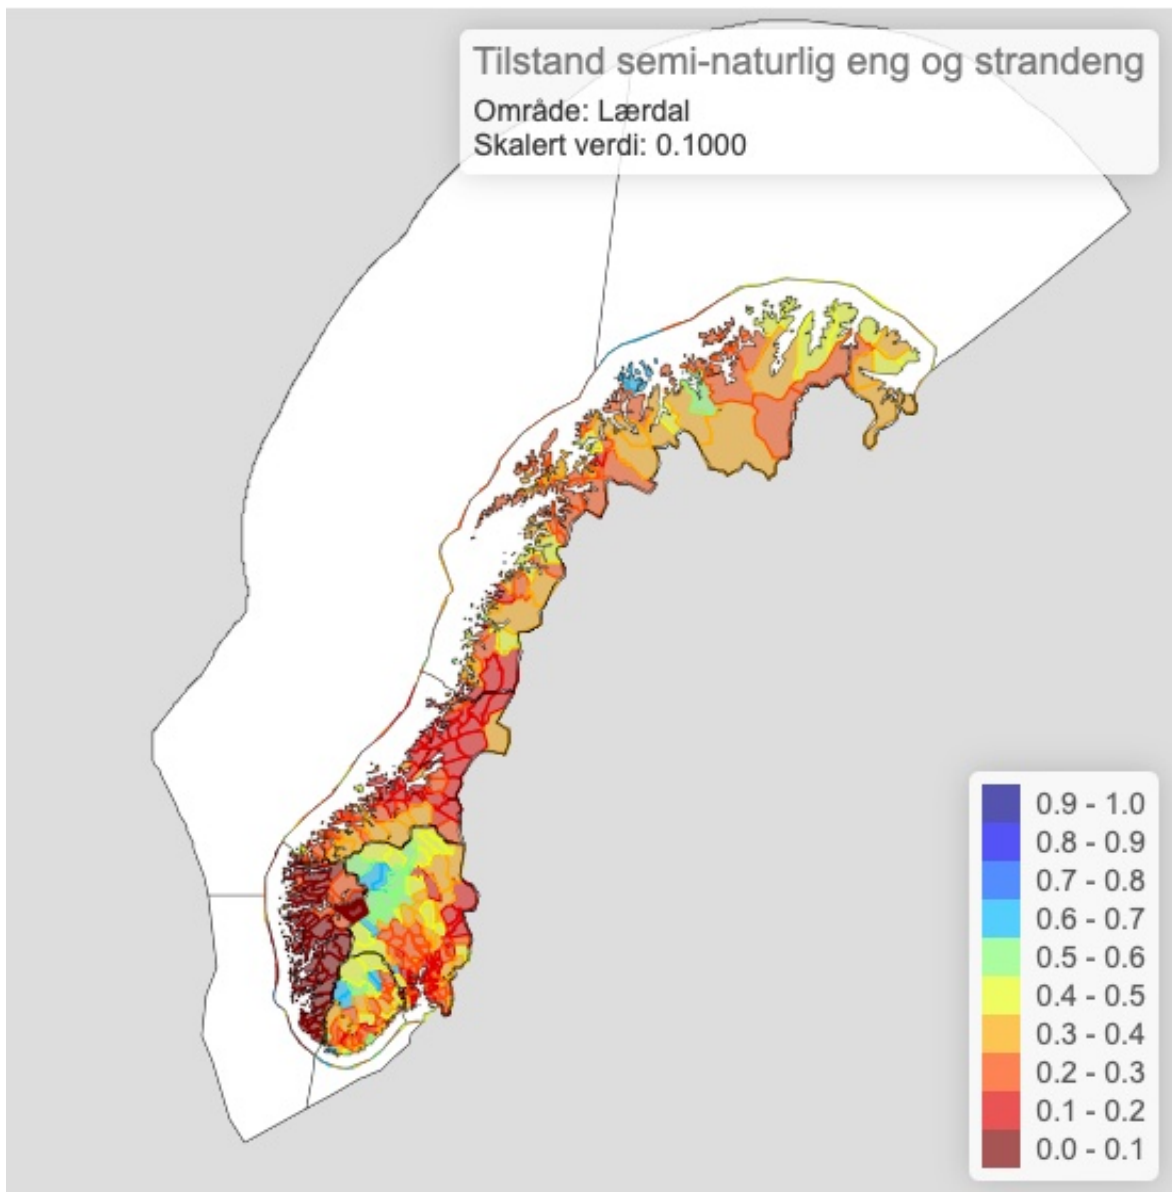 Tilstand semi-naturlig eng og strandeng
Område: Lærdal
Skalert verdi: 0.1000
0.9 - 1.0
0.8 - 0.9
0.7 - 0.8
0.6 - 0.7
0.5 - 0.6
0.4 - 0.5
0.3 - 0.4
0.2 - 0.3
0.1 - 0.2
0.0 - 0.1